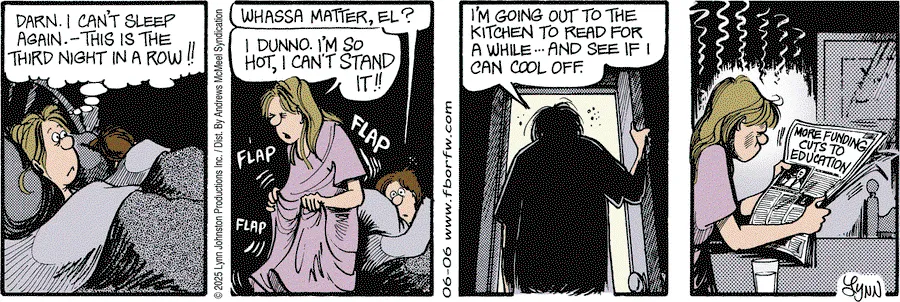 DARN. I CAN'T SLEEP
AGAIN.–THIS IS THE
THIRD NIGHT IN A ROW!!
© 2025 Lynn Johnston Productions Inc. / Dist. By Andrews McMeel Syndication
WHASSA MATTER, EL?
I DUNNO. I'M SO
HOT, I CAN'T STAND
IT!!
FLAP
FLAP
FLAP
06-06 www.fborfw.com
I'M GOING OUT TO THE
KITCHEN TO READ FOR
A WHILE...AND SEE IF I
CAN COOL OFF.
MORE FUNDING
CUTS TO
EDUCATION
LYNN